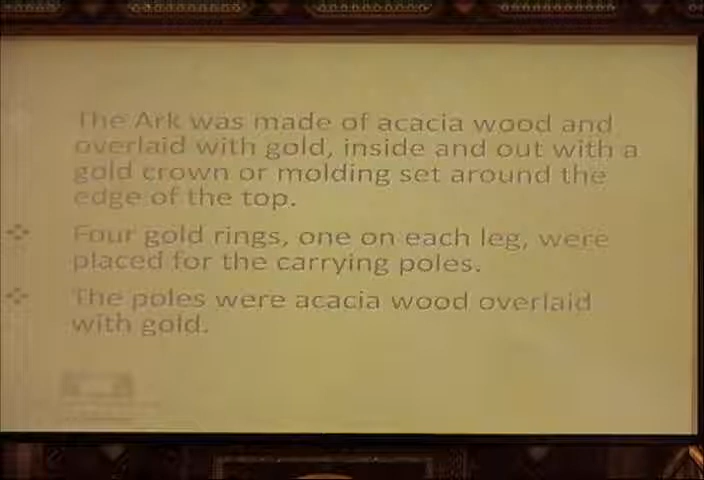 The Ark was made of acacia wood and
overlaid with gold, inside and out with a
gold crown or molding set around the
edge of the top.
Four gold rings, one on each leg, were
placed for the carrying poles.
The poles were acacia wood overlaid
with gold.